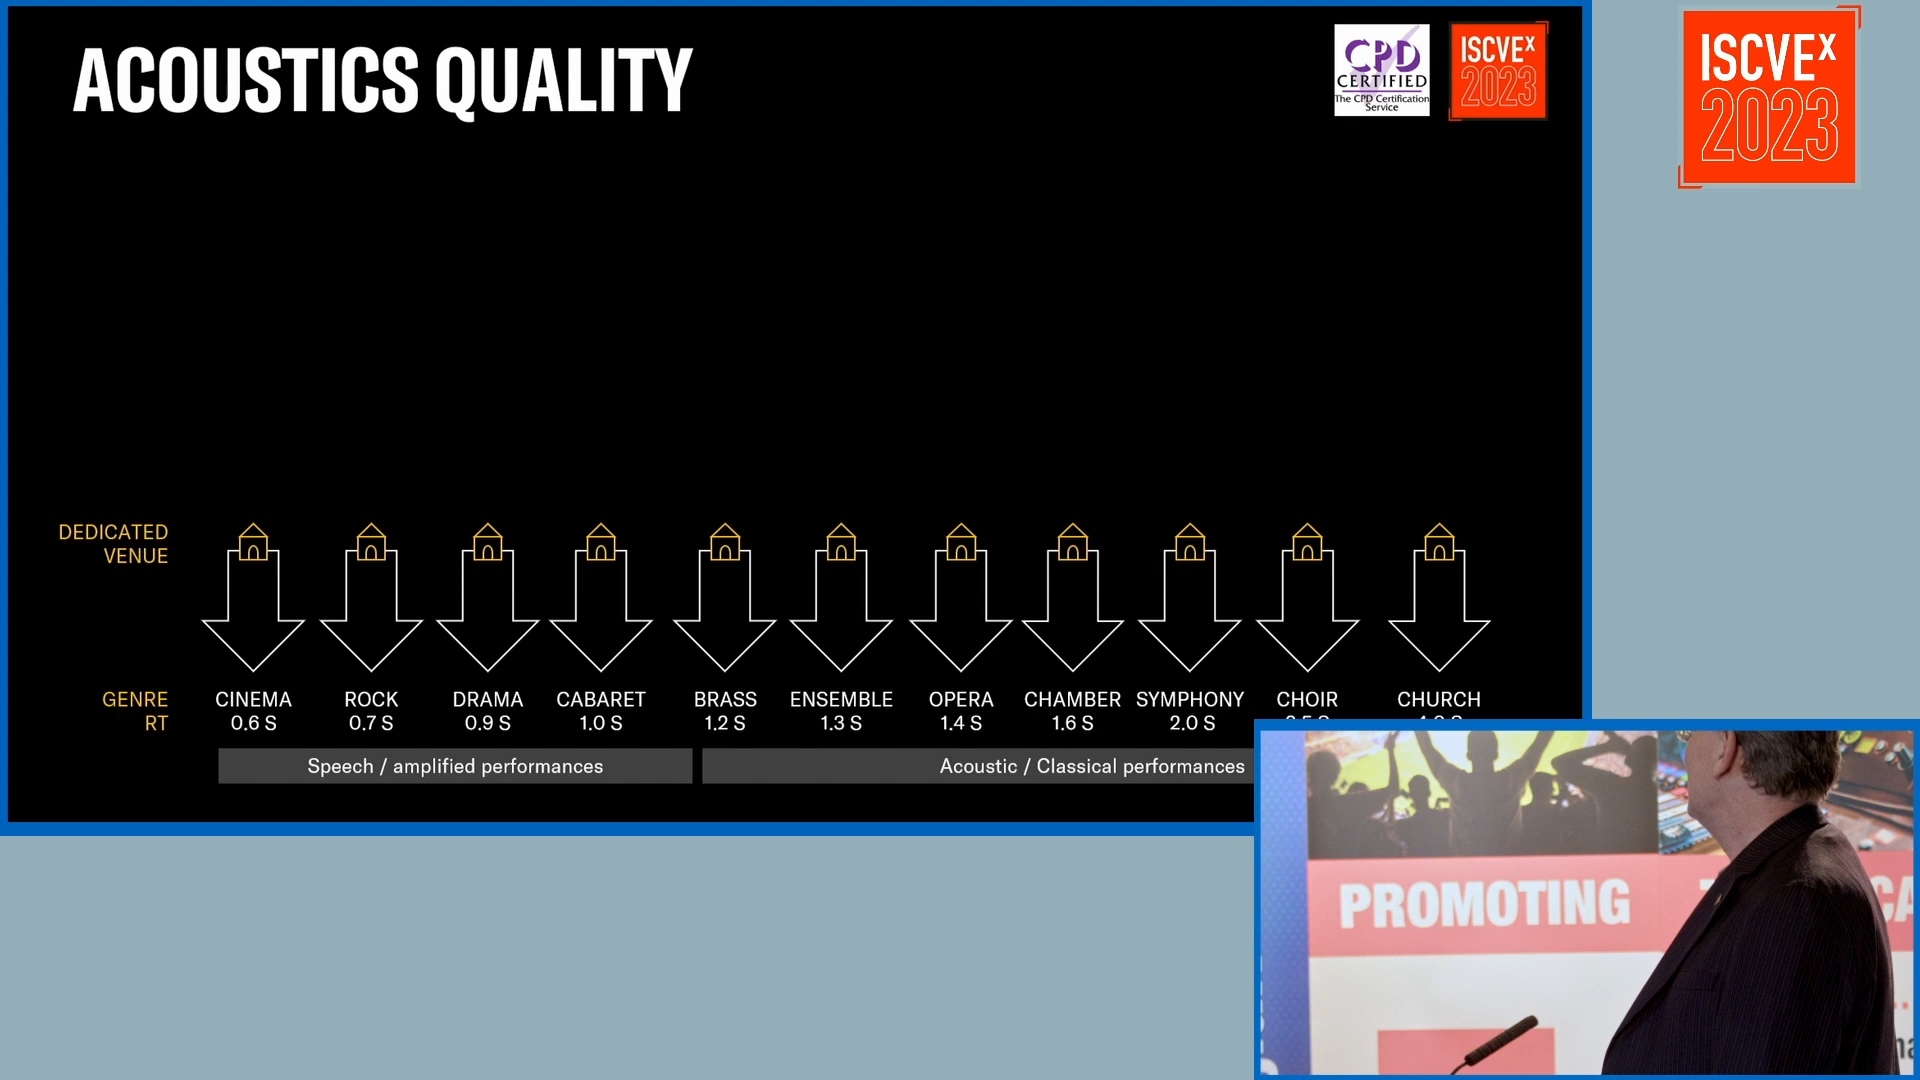 ACOUSTICS QUALITY
CPD
CERTIFIED
The CPD Certification
Service
ISCVEx
2023
ISCVEx
2023
DEDICATED
VENUE
GENRE
RT
CINEMA
0.6 S
ROCK
0.7 S
DRAMA
0.9 S
CABARET
1.0 S
BRASS
1.2 S
ENSEMBLE
1.3 S
OPERA
1.4 S
CHAMBER
1.6 S
SYMPHONY
2.0 S
CHOIR
CHURCH
Speech / amplified performances
Acoustic / Classical performances
PROMOTING